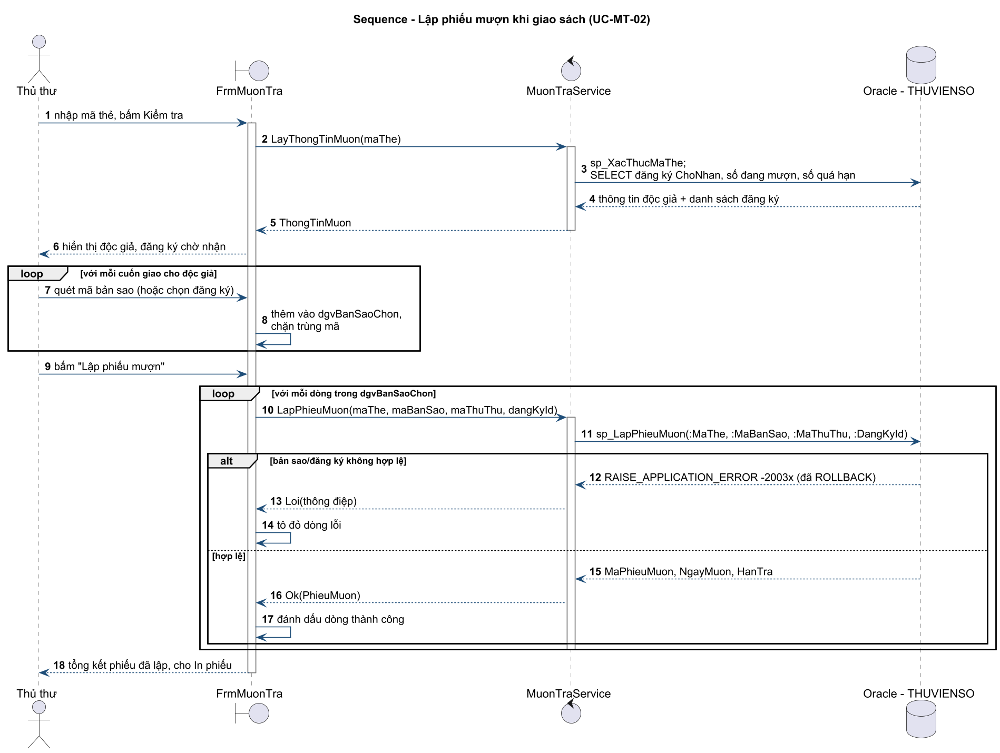 Sequence - Lập phiếu mượn khi giao sách (UC-MT-02)
Thủ thư
FrmMuonTra
MuonTraService
Oracle - THUVIENSO
1 nhập mã thẻ, bấm Kiểm tra
2 LayThongTinMuon(maThe)
3 sp_XacThucMaThe;
SELECT đăng ký ChoNhan, số đang mượn, số quá hạn
4 thông tin độc giả + danh sách đăng ký
5 ThongTinMuon
6 hiển thị độc giả, đăng ký chờ nhận
loop [với mỗi cuốn giao cho độc giả]
7 quét mã bản sao (hoặc chọn đăng ký)
8 thêm vào dgvBanSaoChon,
chặn trùng mã
9 bấm "Lập phiếu mượn"
loop [với mỗi dòng trong dgvBanSaoChon]
10 LapPhieuMuon(maThe, maBanSao, maThuThu, dangKyId)
11 sp_LapPhieuMuon(:MaThe, :MaBanSao, :MaThuThu, :DangKyId)
alt [bản sao/đăng ký không hợp lệ]
12 RAISE_APPLICATION_ERROR -2003x (đã ROLLBACK)
13 Loi(thông điệp)
14 tô đỏ dòng lỗi
[hợp lệ]
15 MaPhieuMuon, NgayMuon, HanTra
16 Ok(PhieuMuon)
17 đánh dấu dòng thành công
18 tổng kết phiếu đã lập, cho In phiếu
Thủ thư
FrmMuonTra
MuonTraService
Oracle - THUVIENSO